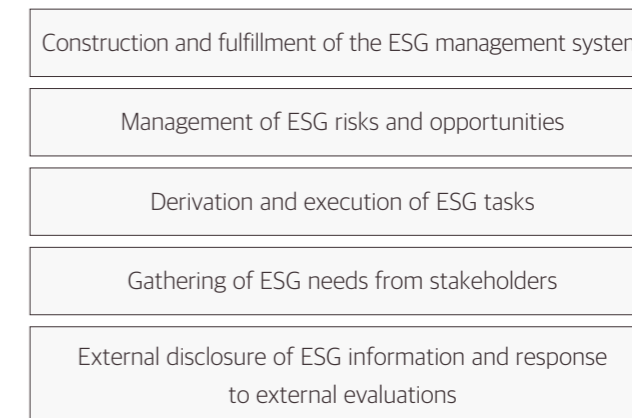 Construction and fulfillment of the ESG management system
Management of ESG risks and opportunities
Derivation and execution of ESG tasks
Gathering of ESG needs from stakeholders
External disclosure of ESG information and response
to external evaluations